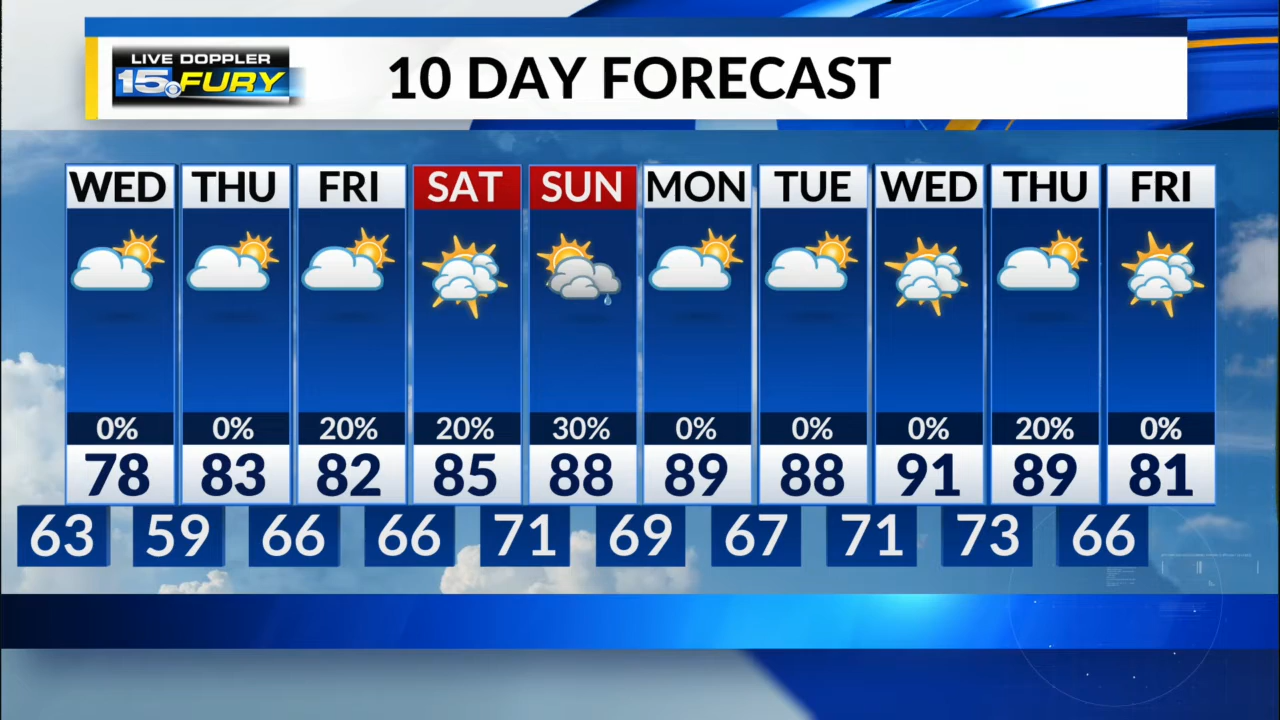 LIVE DOPPLER
15 FURY
10 DAY FORECAST
WED THU FRI SAT SUN MON TUE WED THU FRI
0% 0% 20% 20% 30% 0% 0% 0% 20% 0%
78 83 82 85 88 89 88 91 89 81
63 59 66 66 71 69 67 71 73 66